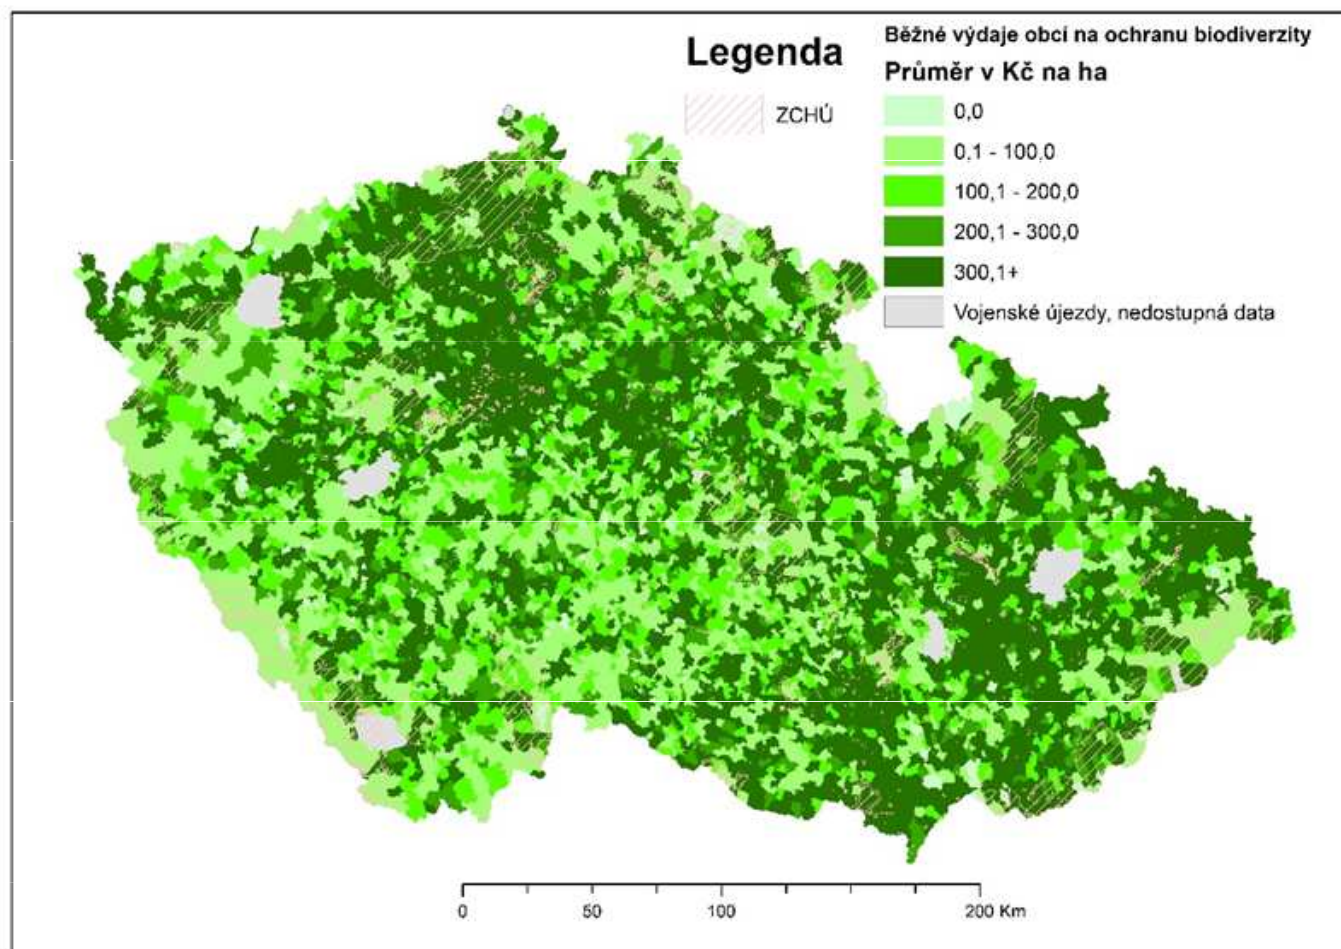 Legenda
ZCHÚ
Běžné výdaje obcí na ochranu biodiverzity
Průměr v Kč na ha
0,0
0,1 - 100,0
100,1 - 200,0
200,1 - 300,0
300,1+
Vojenské újezdy, nedostupná data
0 50 100 200 Km